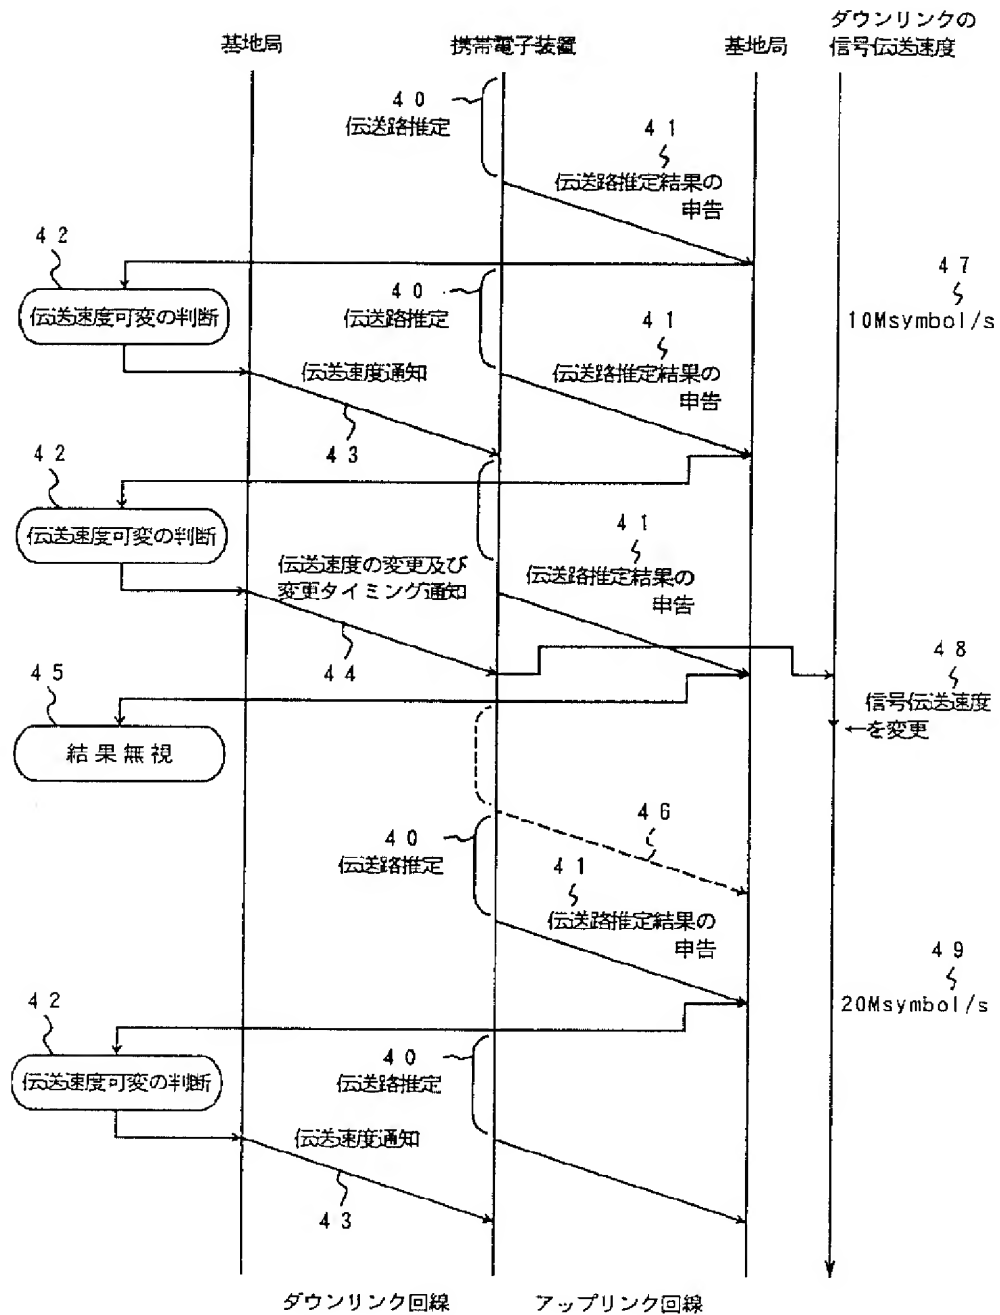 ダウンリンクの
信号伝送速度
基地局
携帯電子装置
基地局
40
伝送路推定
41
伝送路推定結果の
申告
42
伝送速度可変の判断
40
伝送路推定
41
伝送路推定結果の
申告
47
10Msymbol/s
伝送速度通知
43
42
伝送速度可変の判断
41
伝送路推定結果の
申告
伝送速度の変更及び
変更タイミング通知
44
45
結果無視
48
信号伝送速度
←を変更
46
40
伝送路推定
41
伝送路推定結果の
申告
49
20Msymbol/s
42
伝送速度可変の判断
40
伝送路推定
伝送速度通知
43
ダウンリンク回線
アップリンク回線